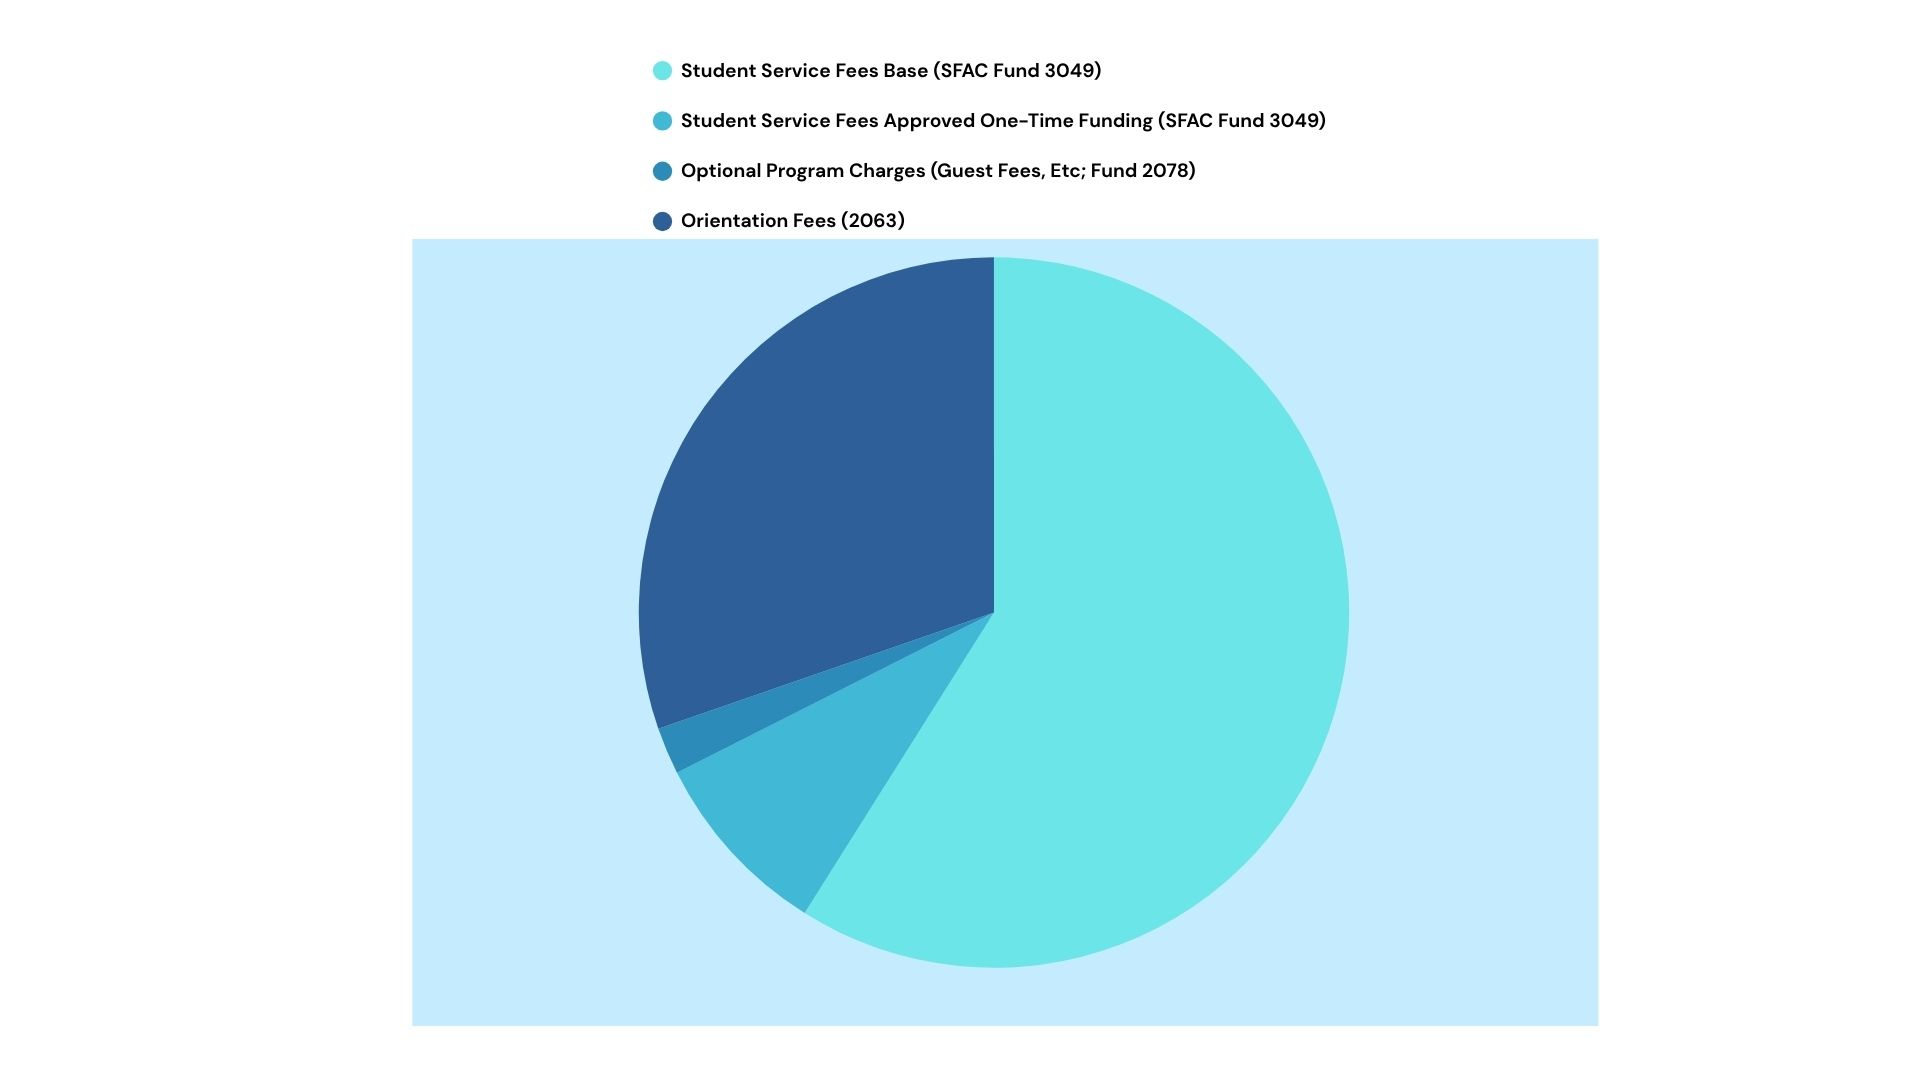 Student Service Fees Base (SFAC Fund 3049)
Student Service Fees Approved One-Time Funding (SFAC Fund 3049)
Optional Program Charges (Guest Fees, Etc; Fund 2078)
Orientation Fees (2063)